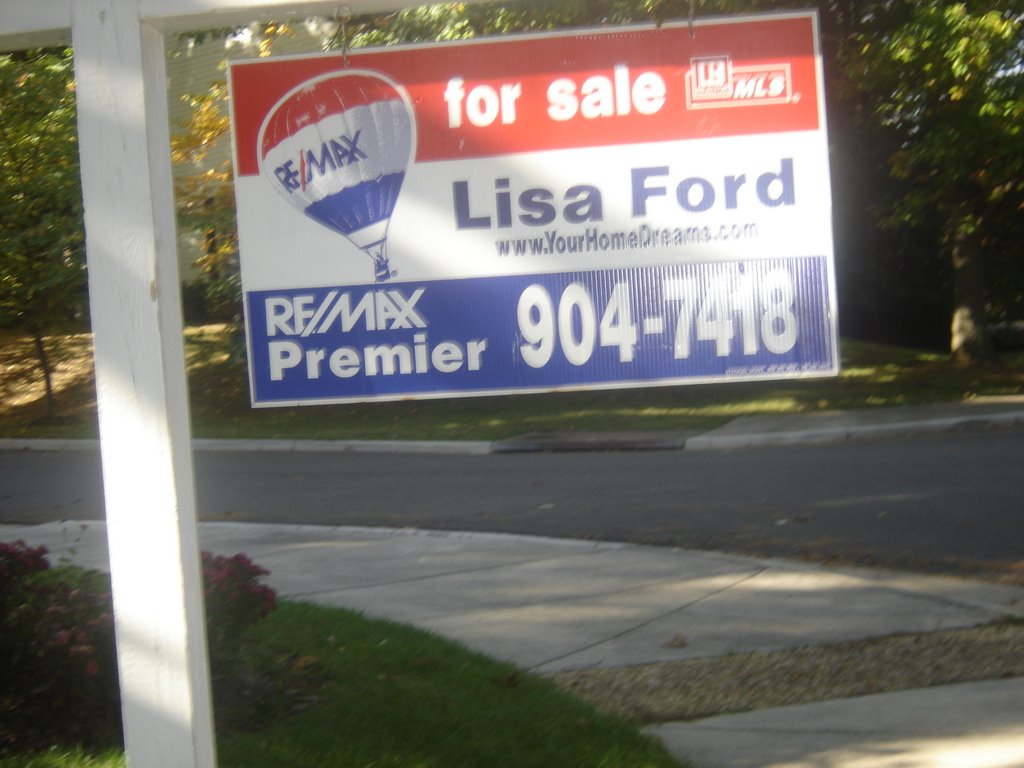 for sale
MLS
RE/MAX
Lisa Ford
www.YourHomeDreams.com
RE/MAX
Premier
904-7418